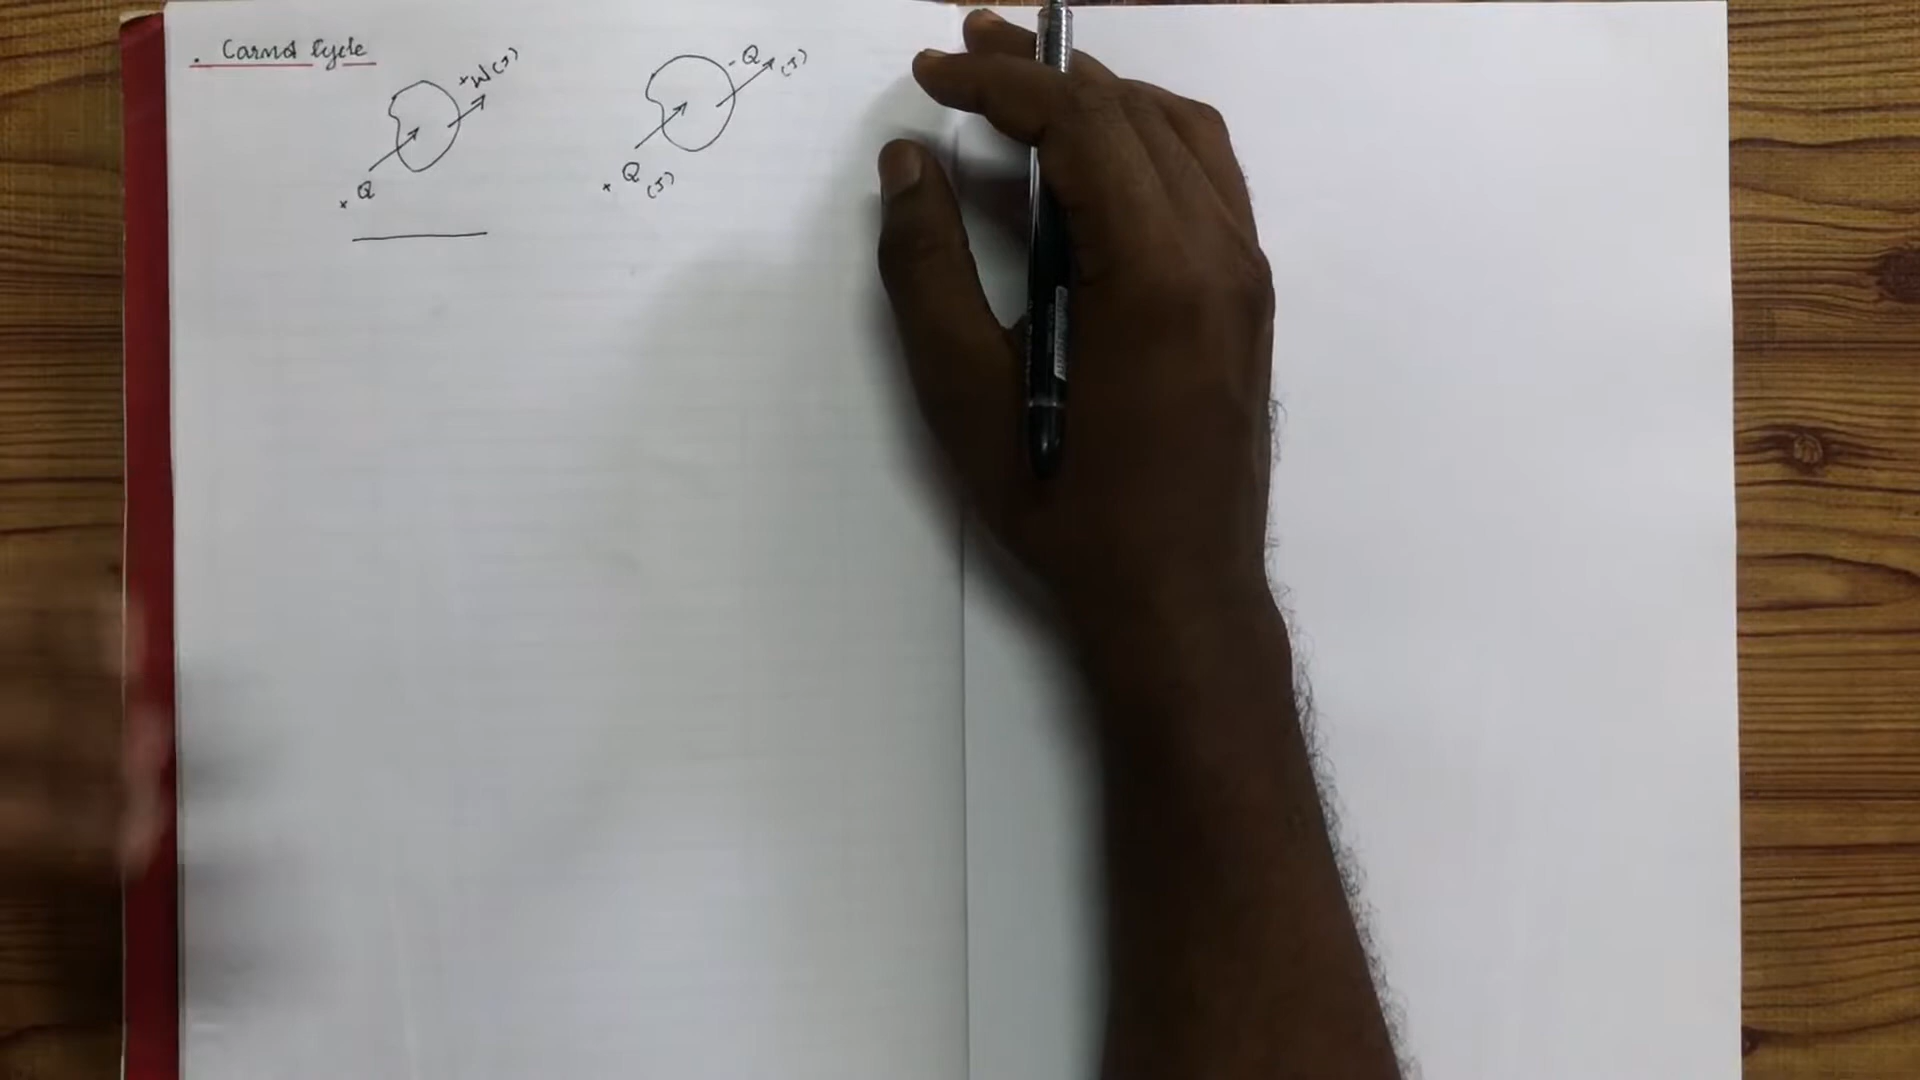 . Carnot Cycle
+W(J)
+Q
-Q (J)
+Q (J)